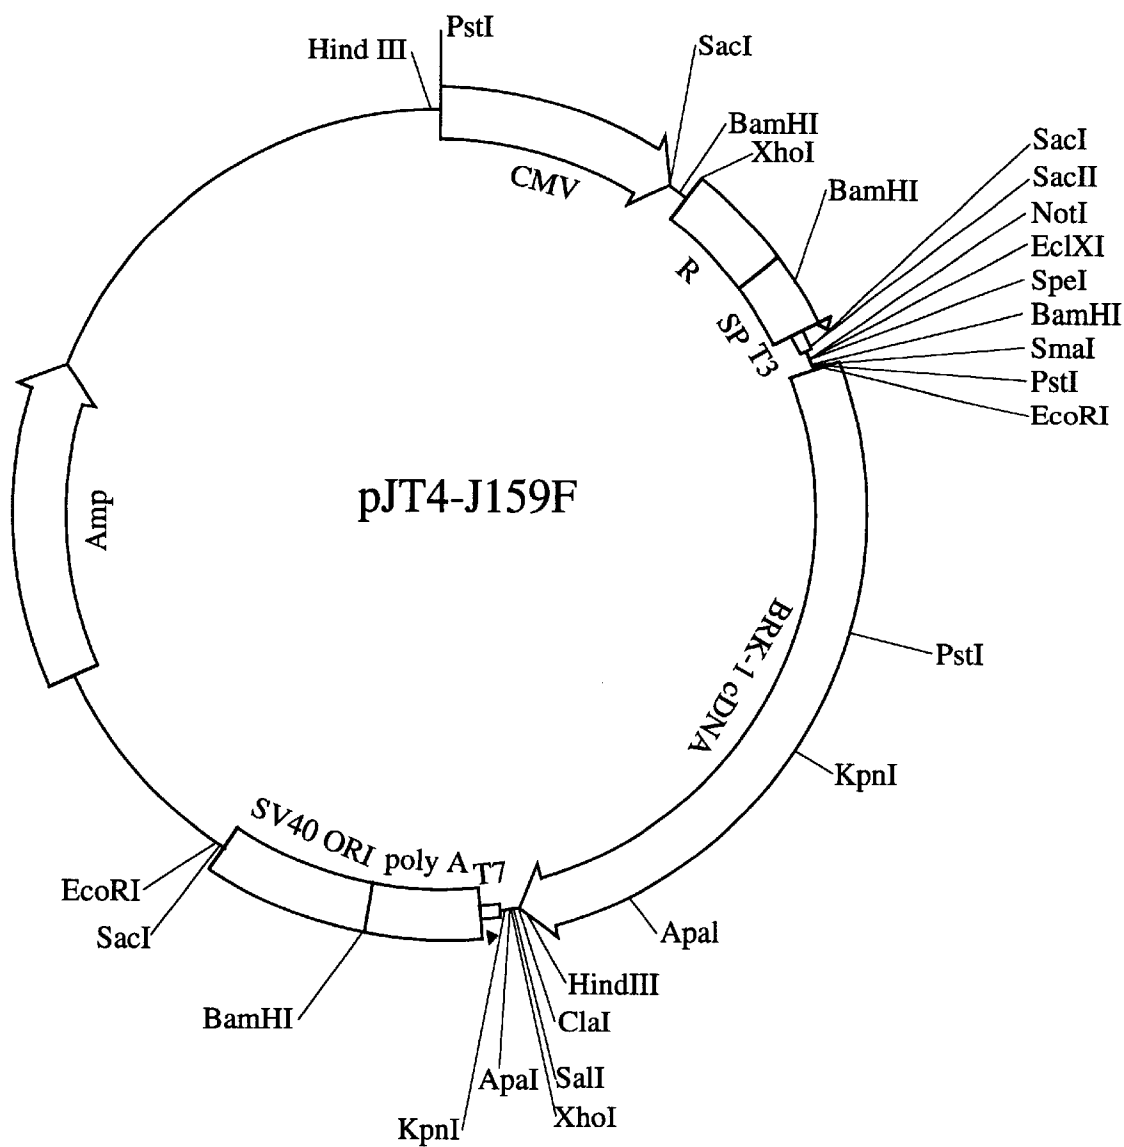 PstI
Hind III
SacI
BamHI
XhoI
BamHI
SacI
SacII
NotI
EclXI
SpeI
BamHI
SmaI
PstI
EcoRI
CMV
R
SP T3
pJT4-J159F
Amp
BRK-1 cDNA
PstI
KpnI
SV40 ORI poly A T7
EcoRI
SacI
ApaI
HindIII
BamHI
ClaI
ApaI
SalI
XhoI
KpnI